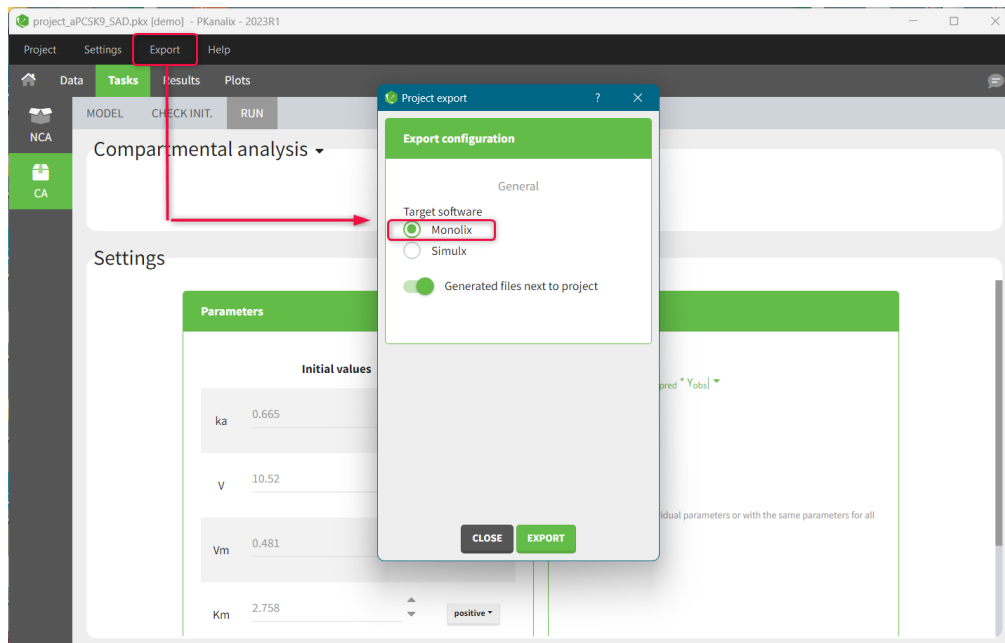 project_aPCSK9_SAD.pkx [demo] - PKanalix - 2023R1
Project Settings Export Help
Data Tasks Results Plots
MODEL CHECK INIT. RUN
NCA
CA
Compartmental analysis
Settings
Parameters
Initial values
ka 0.665
V 10.52
Vm 0.481
Km 2.758 positive
pred * Yobs|
idual parameters or with the same parameters for all
Project export ?
Export configuration
General
Target software
Monolix
Simulx
Generated files next to project
CLOSE EXPORT